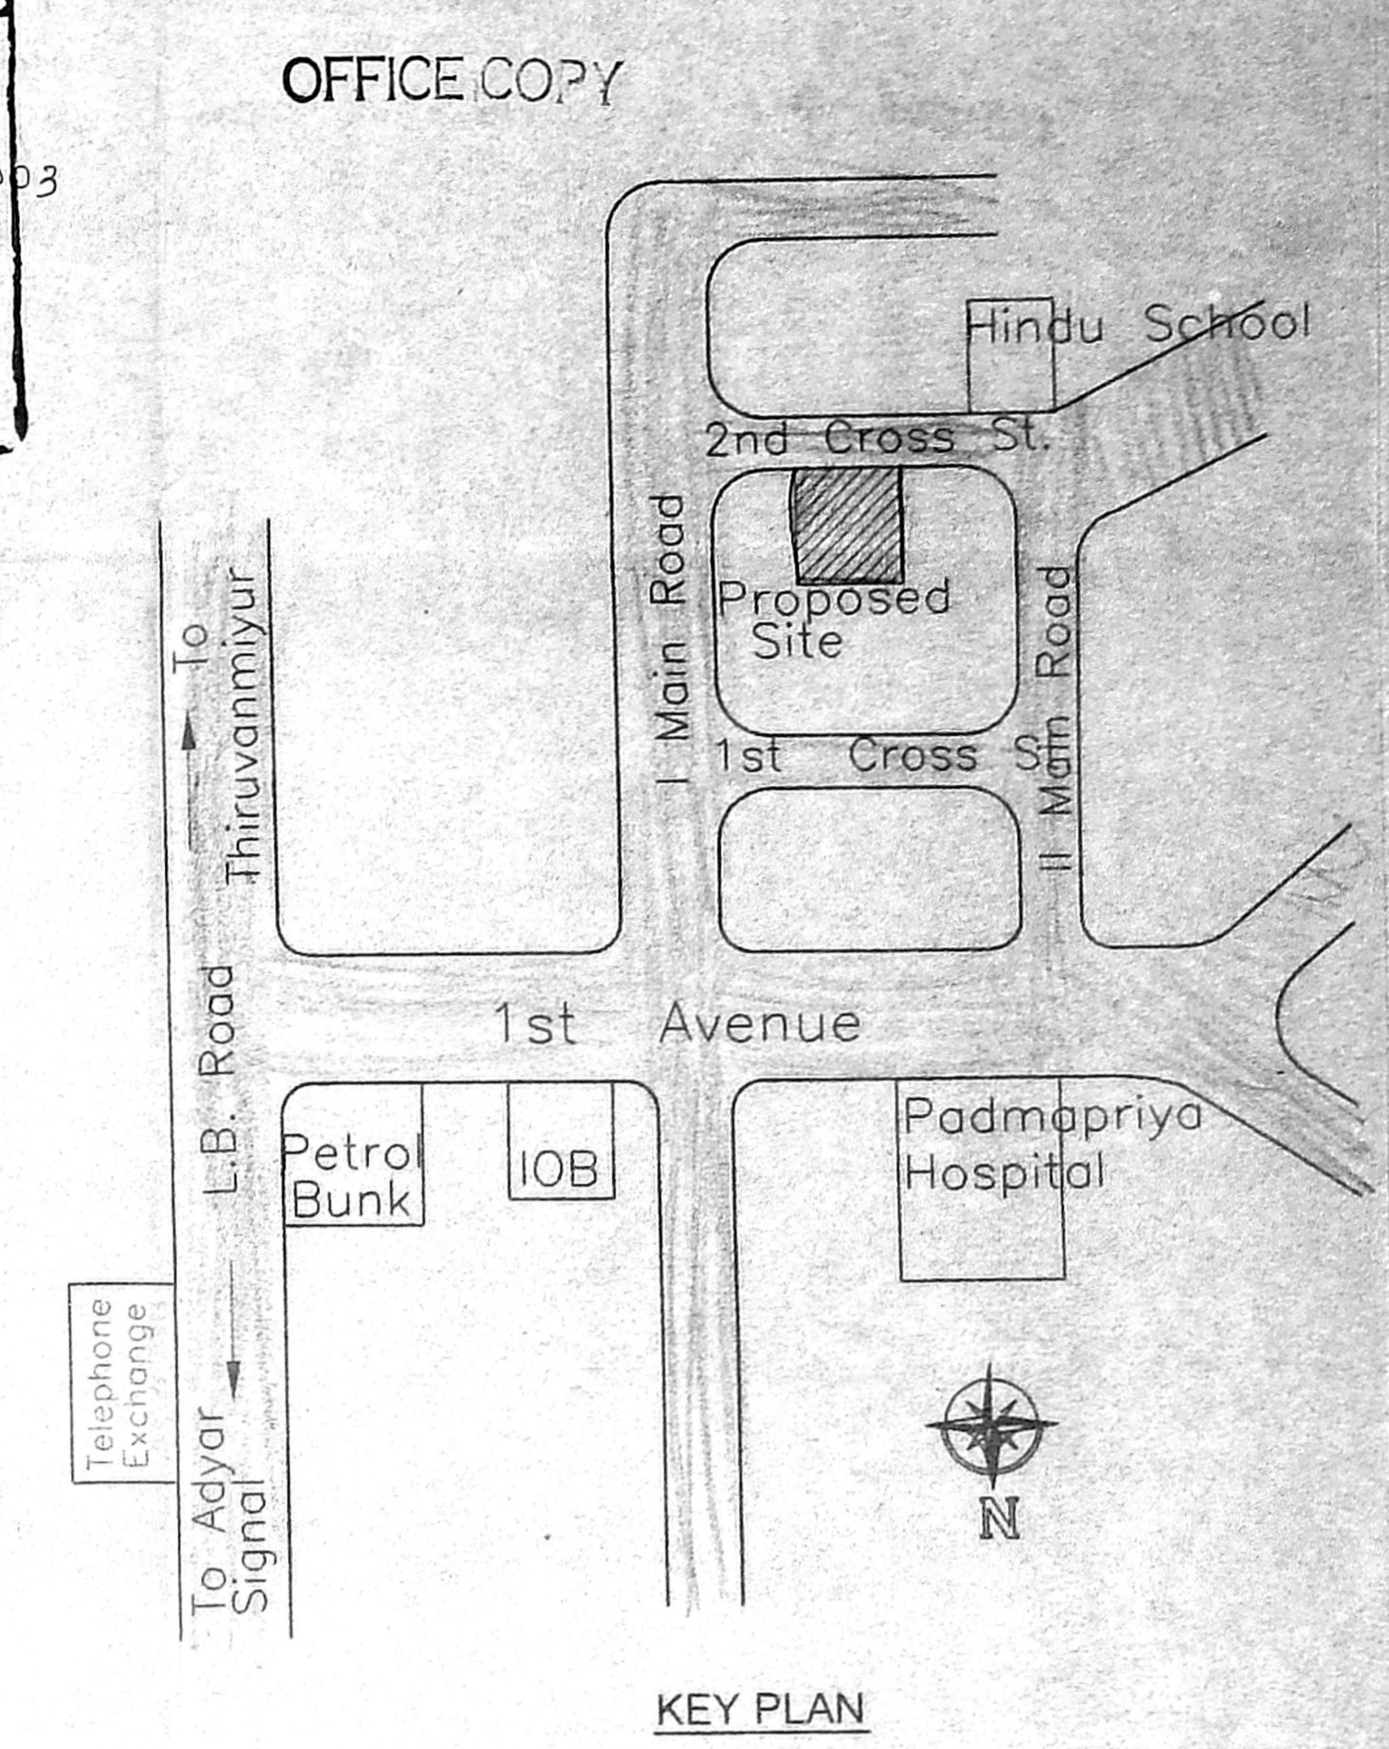 OFFICE COPY
03
Hindu School
2nd Cross St.
I Main Road
Proposed
Site
II Main Road
1st Cross St.
To
Thiruvanmiyur
L.B. Road
1st Avenue
Petrol
Bunk
IOB
Padmapriya
Hospital
Telephone
Exchange
To Adyar
Signal
N
KEY PLAN